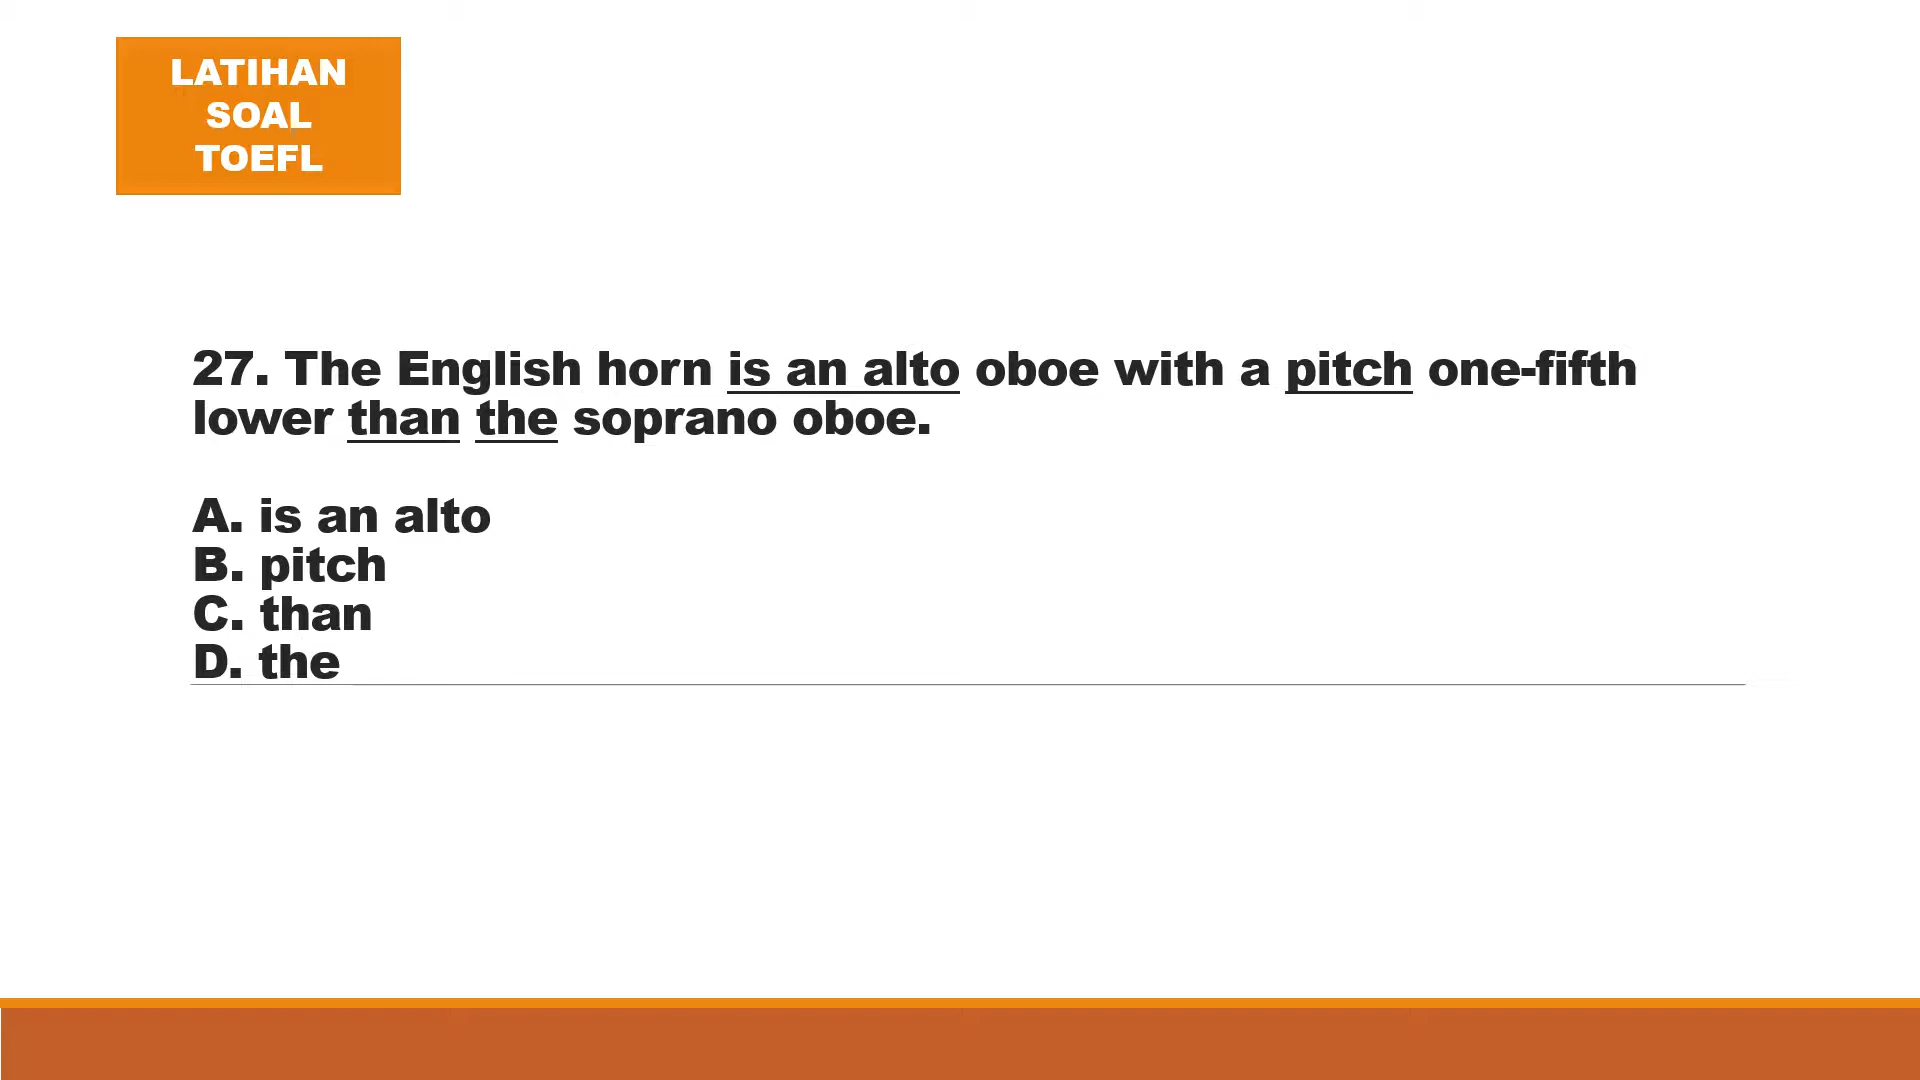 LATIHAN
SOAL
TOEFL
27. The English horn is an alto oboe with a pitch one-fifth
lower than the soprano oboe.
A. is an alto
B. pitch
C. than
D. the